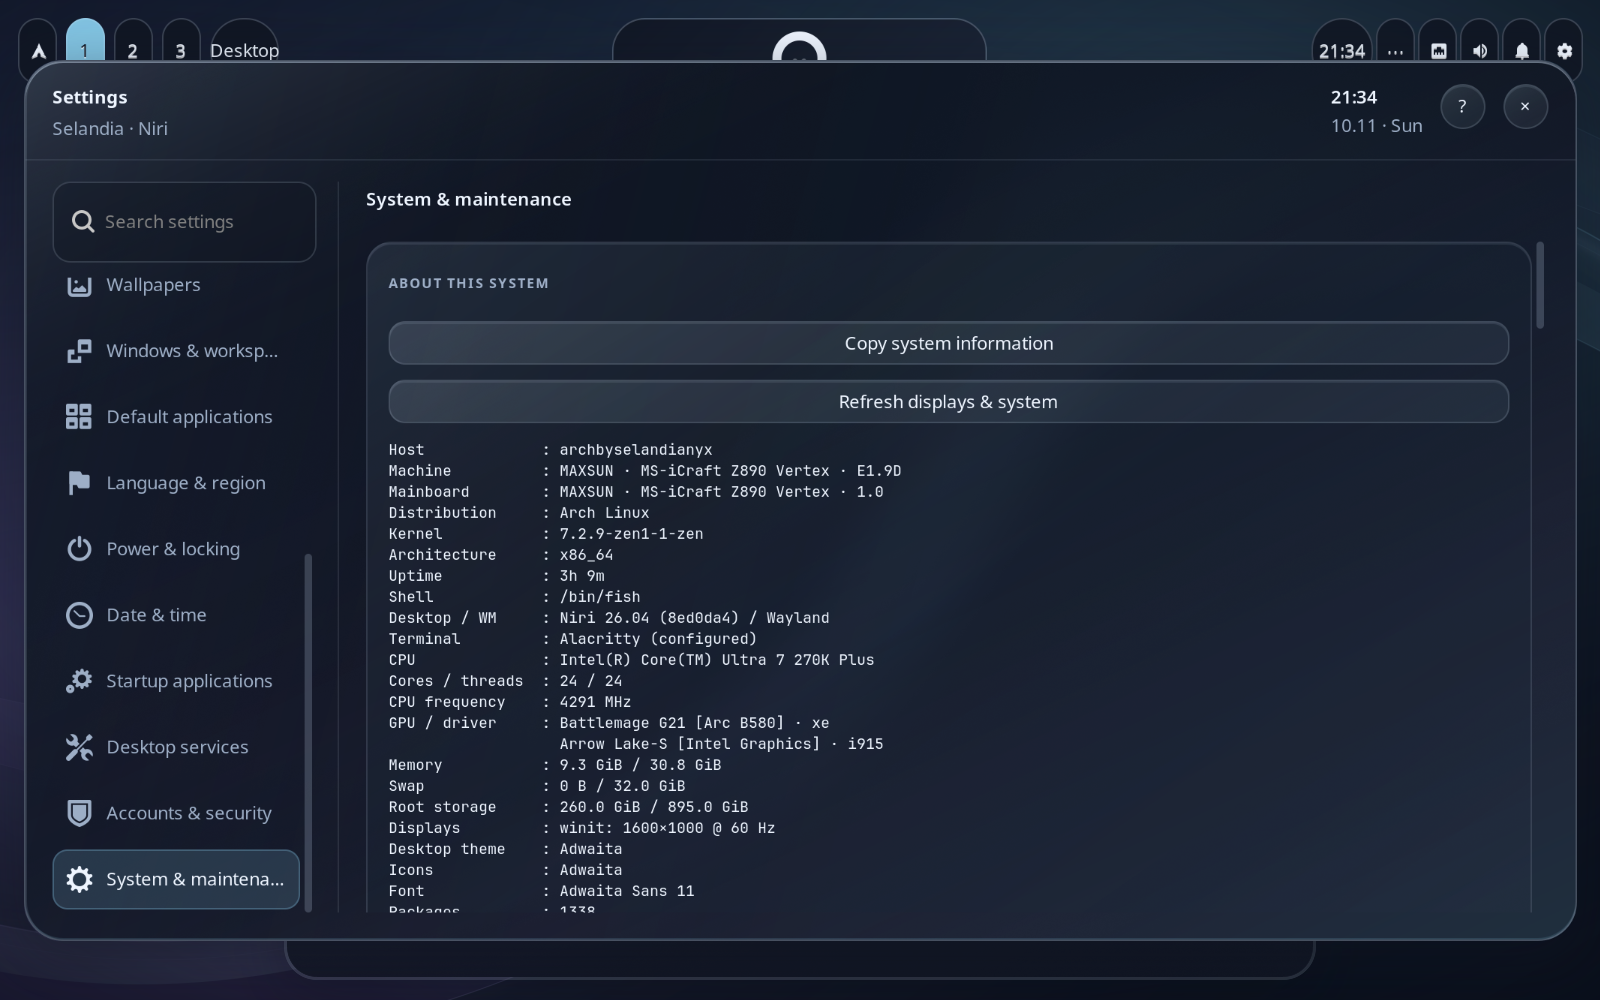 1
2
3
Desktop
21:34
...
Settings
Selandia · Niri
21:34
10.11 · Sun
?
×
Search settings
Wallpapers
Windows & worksp...
Default applications
Language & region
Power & locking
Date & time
Startup applications
Desktop services
Accounts & security
System & maintena...
System & maintenance
ABOUT THIS SYSTEM
Copy system information
Refresh displays & system
Host : archbyselandianyx
Machine : MAXSUN · MS-iCraft Z890 Vertex · E1.9D
Mainboard : MAXSUN · MS-iCraft Z890 Vertex · 1.0
Distribution : Arch Linux
Kernel : 7.2.9-zen1-1-zen
Architecture : x86_64
Uptime : 3h 9m
Shell : /bin/fish
Desktop / WM : Niri 26.04 (8ed0da4) / Wayland
Terminal : Alacritty (configured)
CPU : Intel(R) Core(TM) Ultra 7 270K Plus
Cores / threads : 24 / 24
CPU frequency : 4291 MHz
GPU / driver : Battlemage G21 [Arc B580] · xe
Arrow Lake-S [Intel Graphics] · i915
Memory : 9.3 GiB / 30.8 GiB
Swap : 0 B / 32.0 GiB
Root storage : 260.0 GiB / 895.0 GiB
Displays : winit: 1600×1000 @ 60 Hz
Desktop theme : Adwaita
Icons : Adwaita
Font : Adwaita Sans 11
Packages : 1338